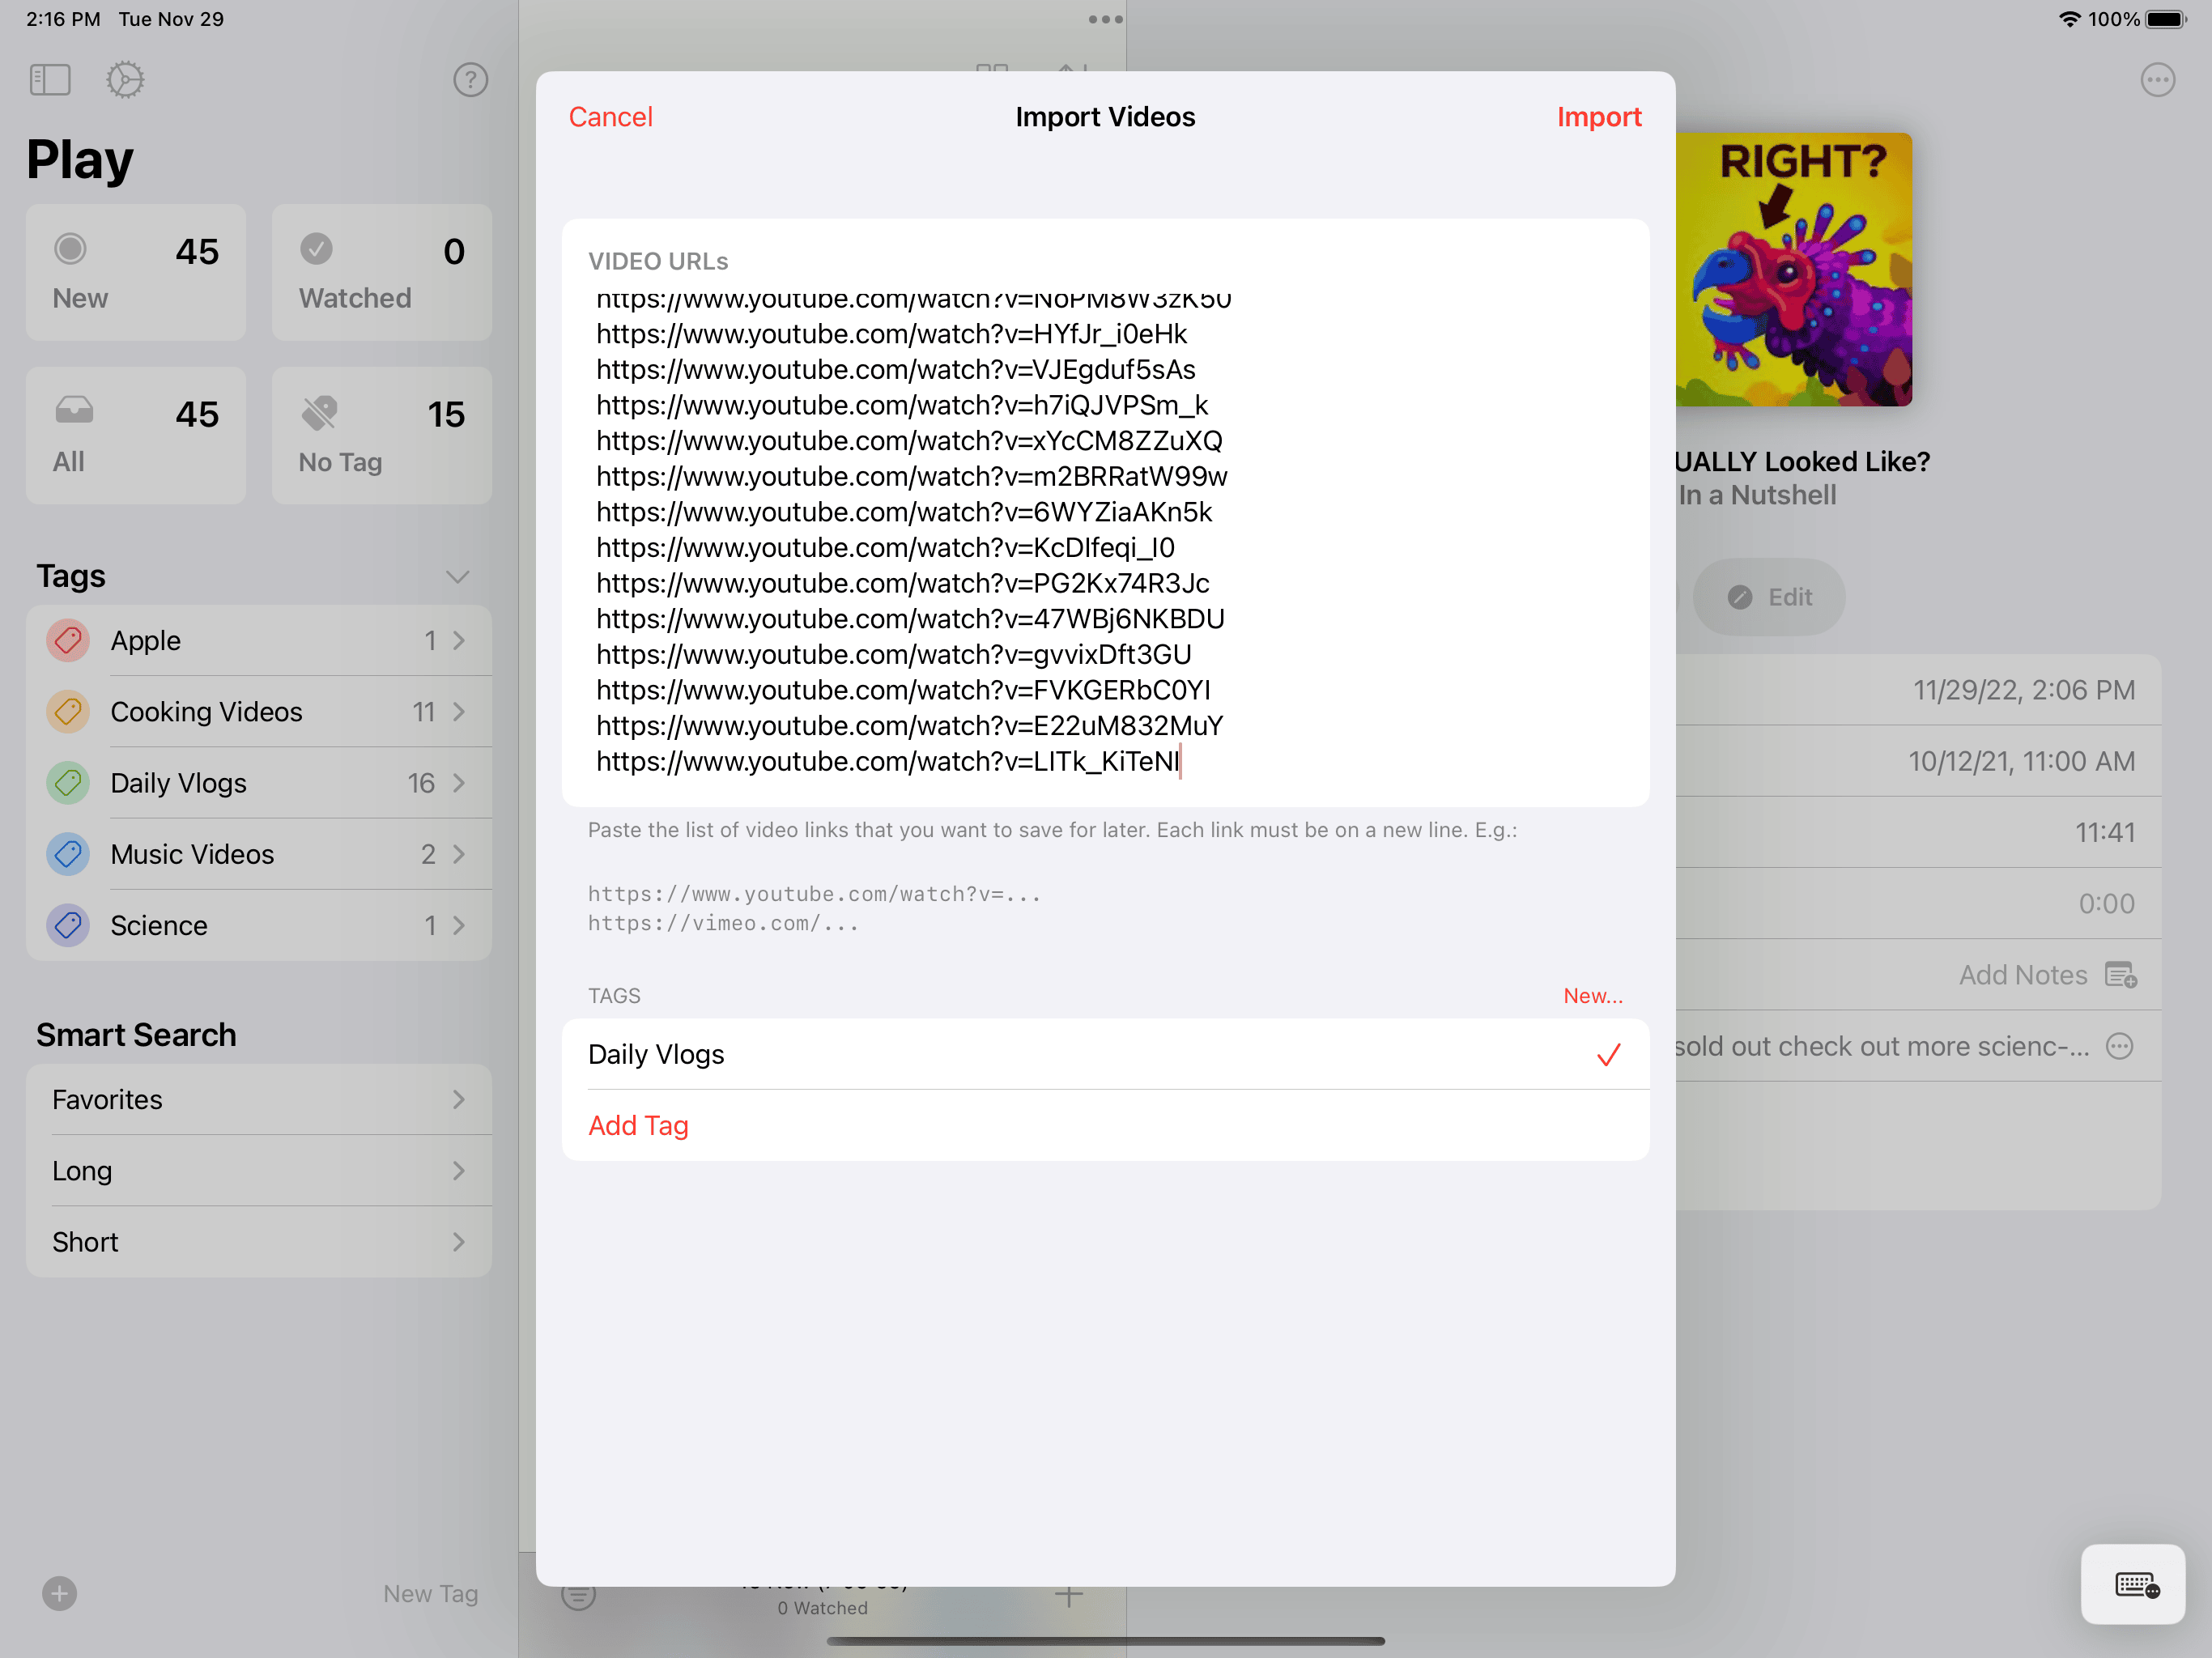 2:16 PM Tue Nov 29
100%
Play
45
New
0
Watched
45
All
15
No Tag
Tags
Apple 1
Cooking Videos 11
Daily Vlogs 16
Music Videos 2
Science 1
Smart Search
Favorites
Long
Short
New Tag
Cancel
Import Videos
Import
VIDEO URLs
https://www.youtube.com/watch?v=N6PM8W3zK50
https://www.youtube.com/watch?v=HYfJr_i0eHk
https://www.youtube.com/watch?v=VJEgduf5sAs
https://www.youtube.com/watch?v=h7iQJVPSm_k
https://www.youtube.com/watch?v=xYcCM8ZZuXQ
https://www.youtube.com/watch?v=m2BRRatW99w
https://www.youtube.com/watch?v=6WYZiaAKn5k
https://www.youtube.com/watch?v=KcDIfeqi_I0
https://www.youtube.com/watch?v=PG2Kx74R3Jc
https://www.youtube.com/watch?v=47WBj6NKBDU
https://www.youtube.com/watch?v=gvvixDft3GU
https://www.youtube.com/watch?v=FVKGERbC0YI
https://www.youtube.com/watch?v=E22uM832MuY
https://www.youtube.com/watch?v=LITk_KiTeNI
Paste the list of video links that you want to save for later. Each link must be on a new line. E.g.:
https://www.youtube.com/watch?v=...
https://vimeo.com/...
TAGS
New...
Daily Vlogs
Add Tag
0 Watched
RIGHT?
UALLY Looked Like?
In a Nutshell
Edit
11/29/22, 2:06 PM
10/12/21, 11:00 AM
11:41
0:00
Add Notes
sold out check out more scienc-...